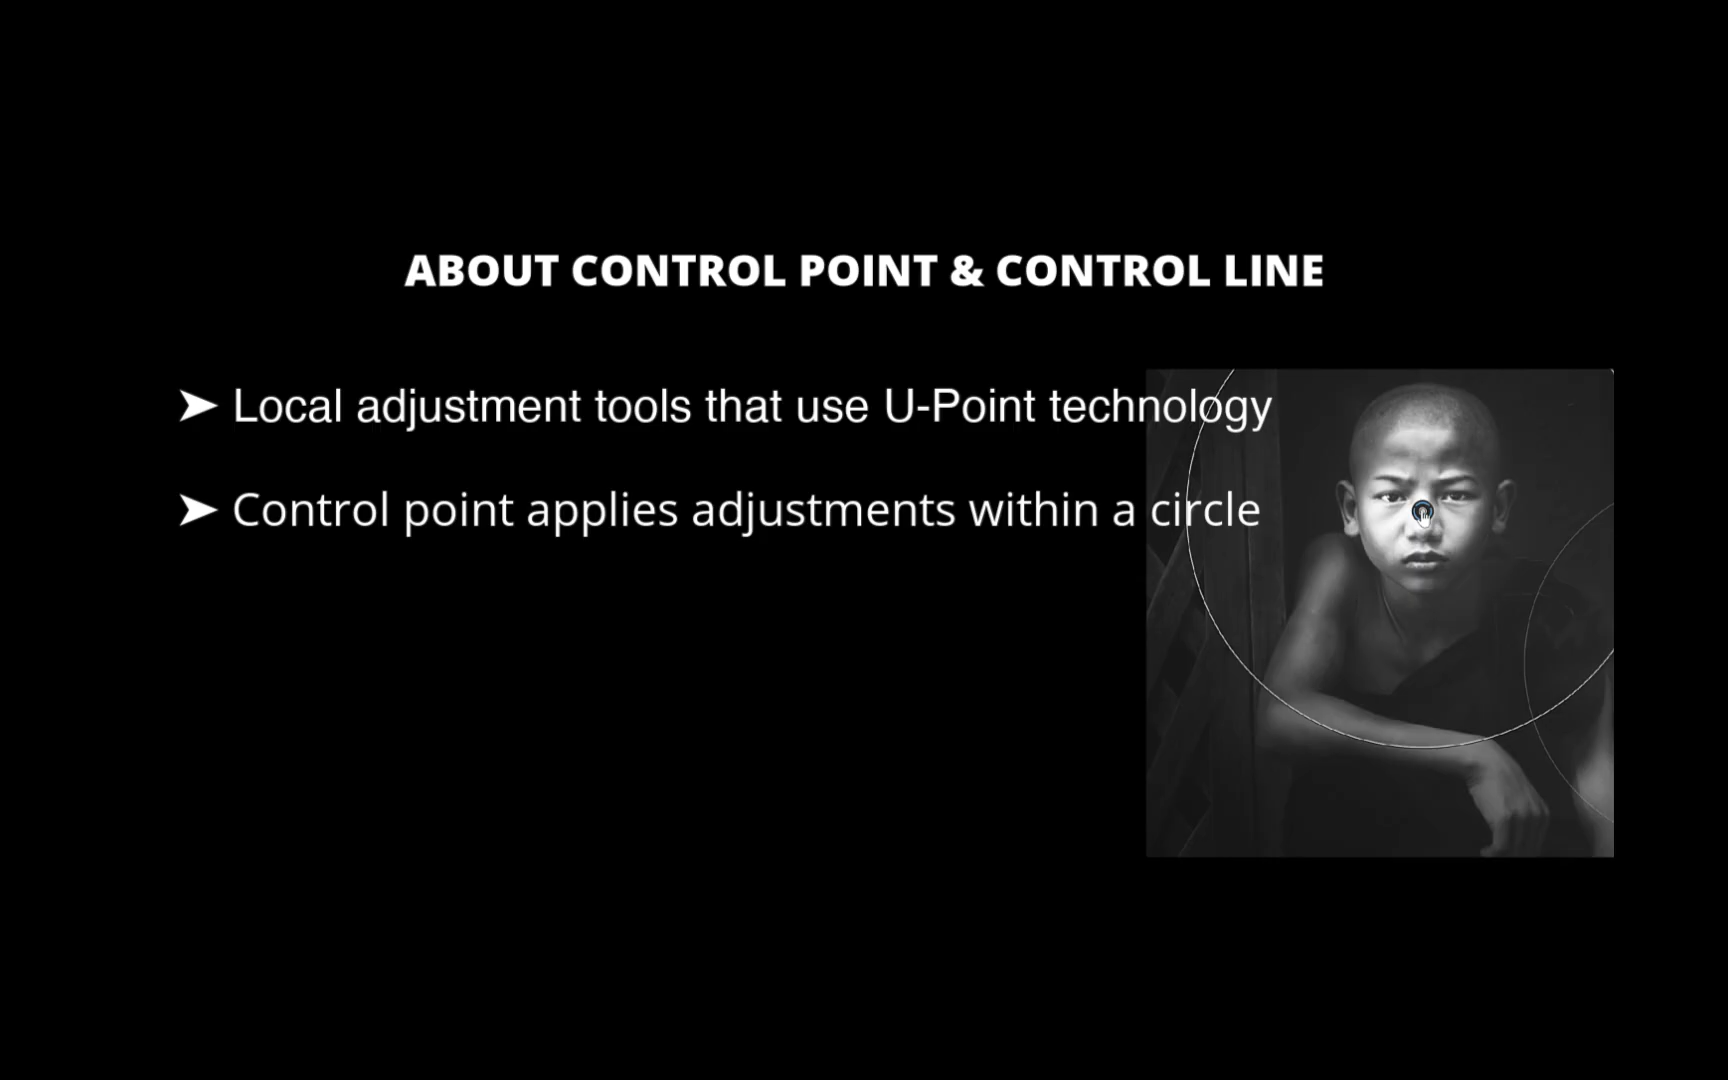 ABOUT CONTROL POINT & CONTROL LINE
➤ Local adjustment tools that use U-Point technology
➤ Control point applies adjustments within a circle